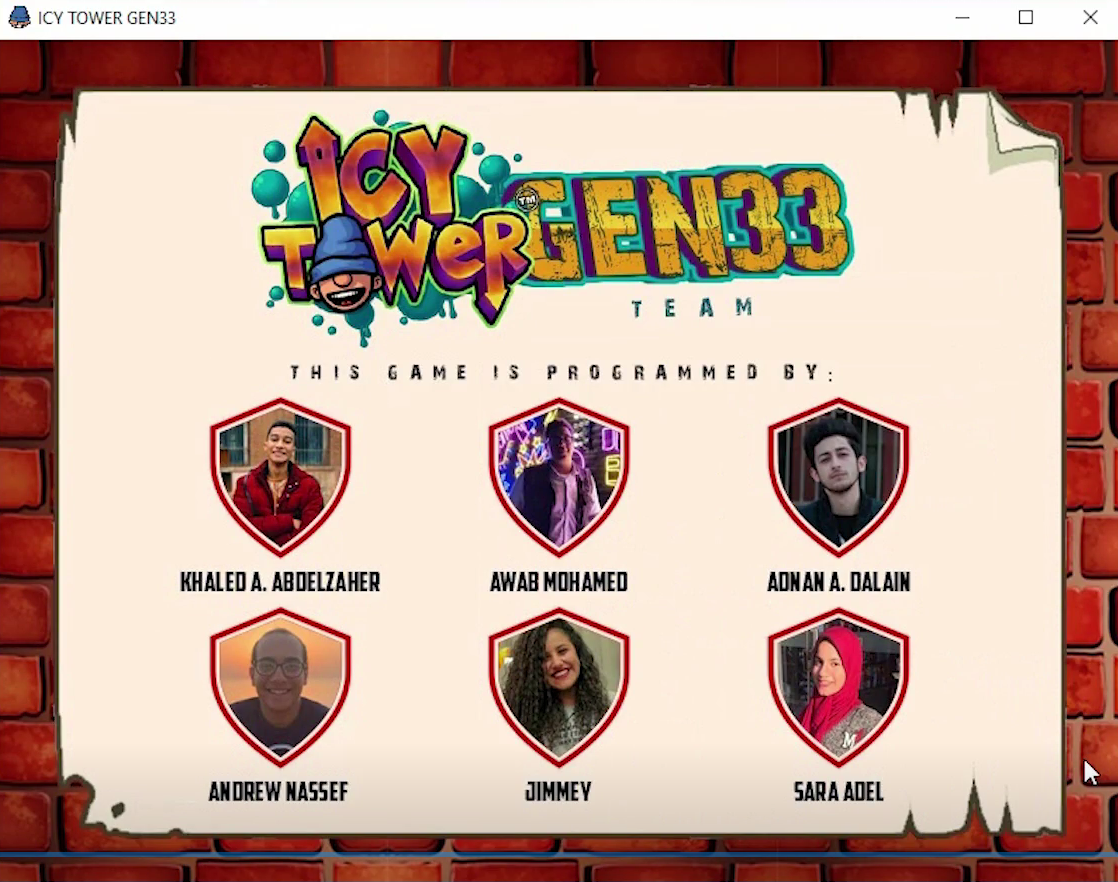 ICY TOWER GEN33
ICY
TOWER
TM
GEN33
TEAM
THIS GAME IS PROGRAMMED BY:
KHALED A. ABDELZAHER
AWAB MOHAMED
ADNAN A. DALAIN
ANDREW NASSEF
JIMMEY
SARA ADEL
M